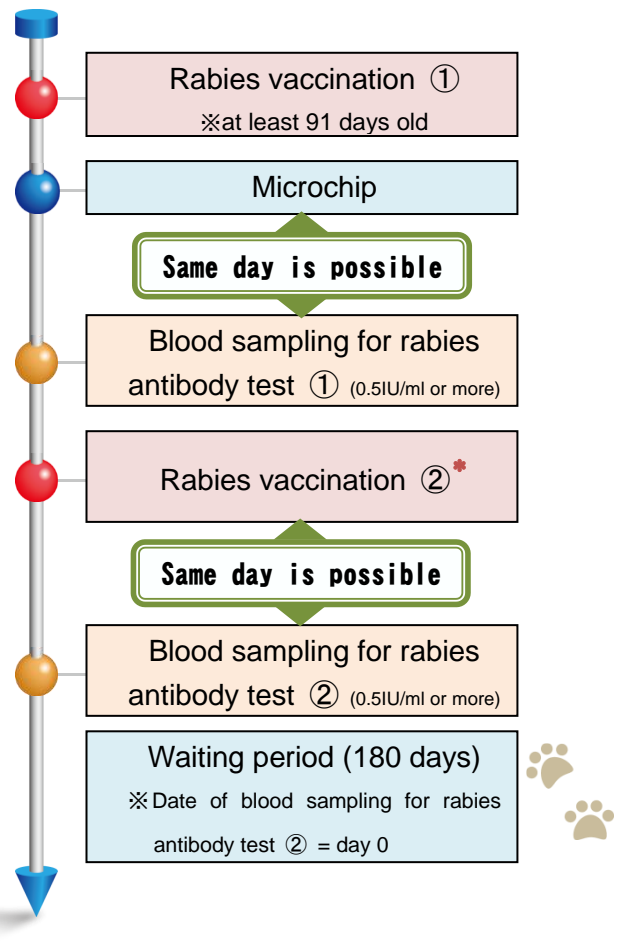 Rabies vaccination ①
※at least 91 days old
Microchip
Same day is possible
Blood sampling for rabies
antibody test ① (0.5IU/ml or more)
Rabies vaccination ②*
Same day is possible
Blood sampling for rabies
antibody test ② (0.5IU/ml or more)
Waiting period (180 days)
※Date of blood sampling for rabies
antibody test ② = day 0